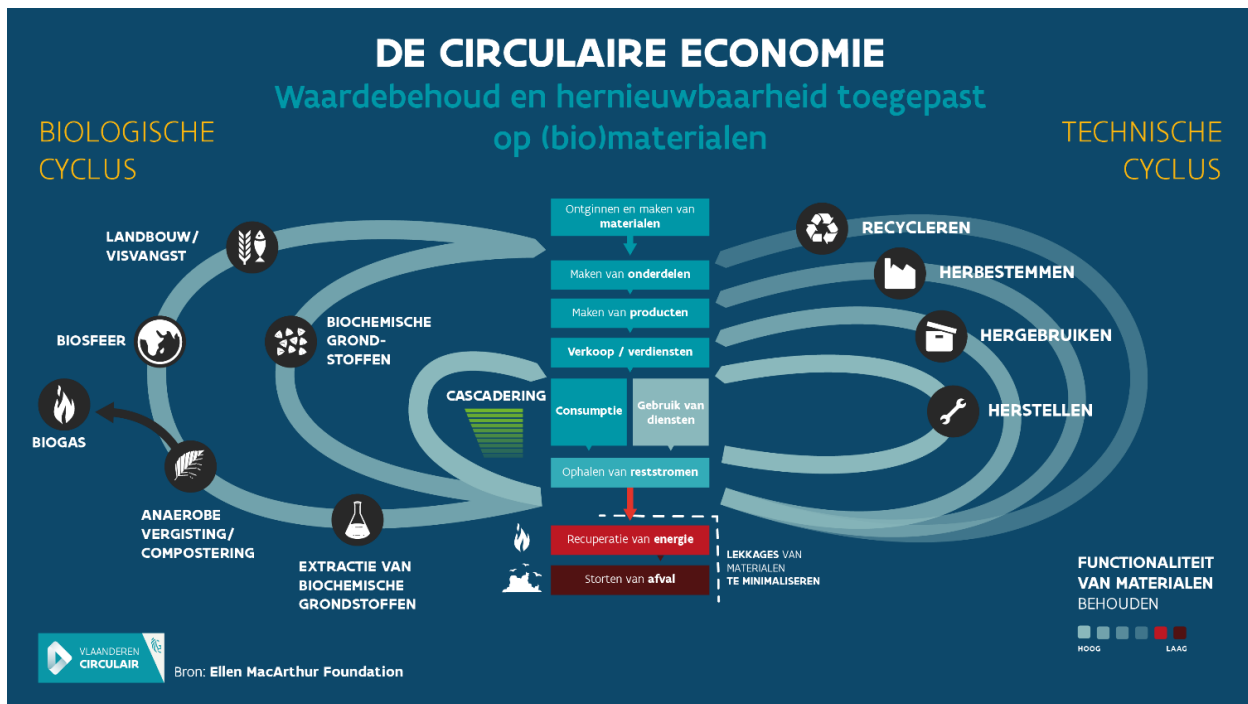 DE CIRCULAIRE ECONOMIE
Waardebehoud en hernieuwbaarheid toegepast
op (bio)materialen
BIOLOGISCHE
CYCLUS
TECHNISCHE
CYCLUS
Ontginnen en maken van
materialen
Maken van onderdelen
Maken van producten
Verkoop / verdiensten
Consumptie
Gebruik van
diensten
Ophalen van reststromen
Recuperatie van energie
Storten van afval
LANDBOUW/
VISVANGST
BIOSFEER
BIOCHEMISCHE
GROND-
STOFFEN
CASCADERING
BIOGAS
ANAEROBE
VERGISTING/
COMPOSTERING
EXTRACTIE VAN
BIOCHEMISCHE
GRONDSTOFFEN
RECYCLEREN
HERBESTEMMEN
HERGEBRUIKEN
HERSTELLEN
LEKKAGES VAN
MATERIALEN
TE MINIMALISEREN
FUNCTIONALITEIT
VAN MATERIALEN
BEHOUDEN
HOOG LAAG
VLAANDEREN
CIRCULAIR
Bron: Ellen MacArthur Foundation